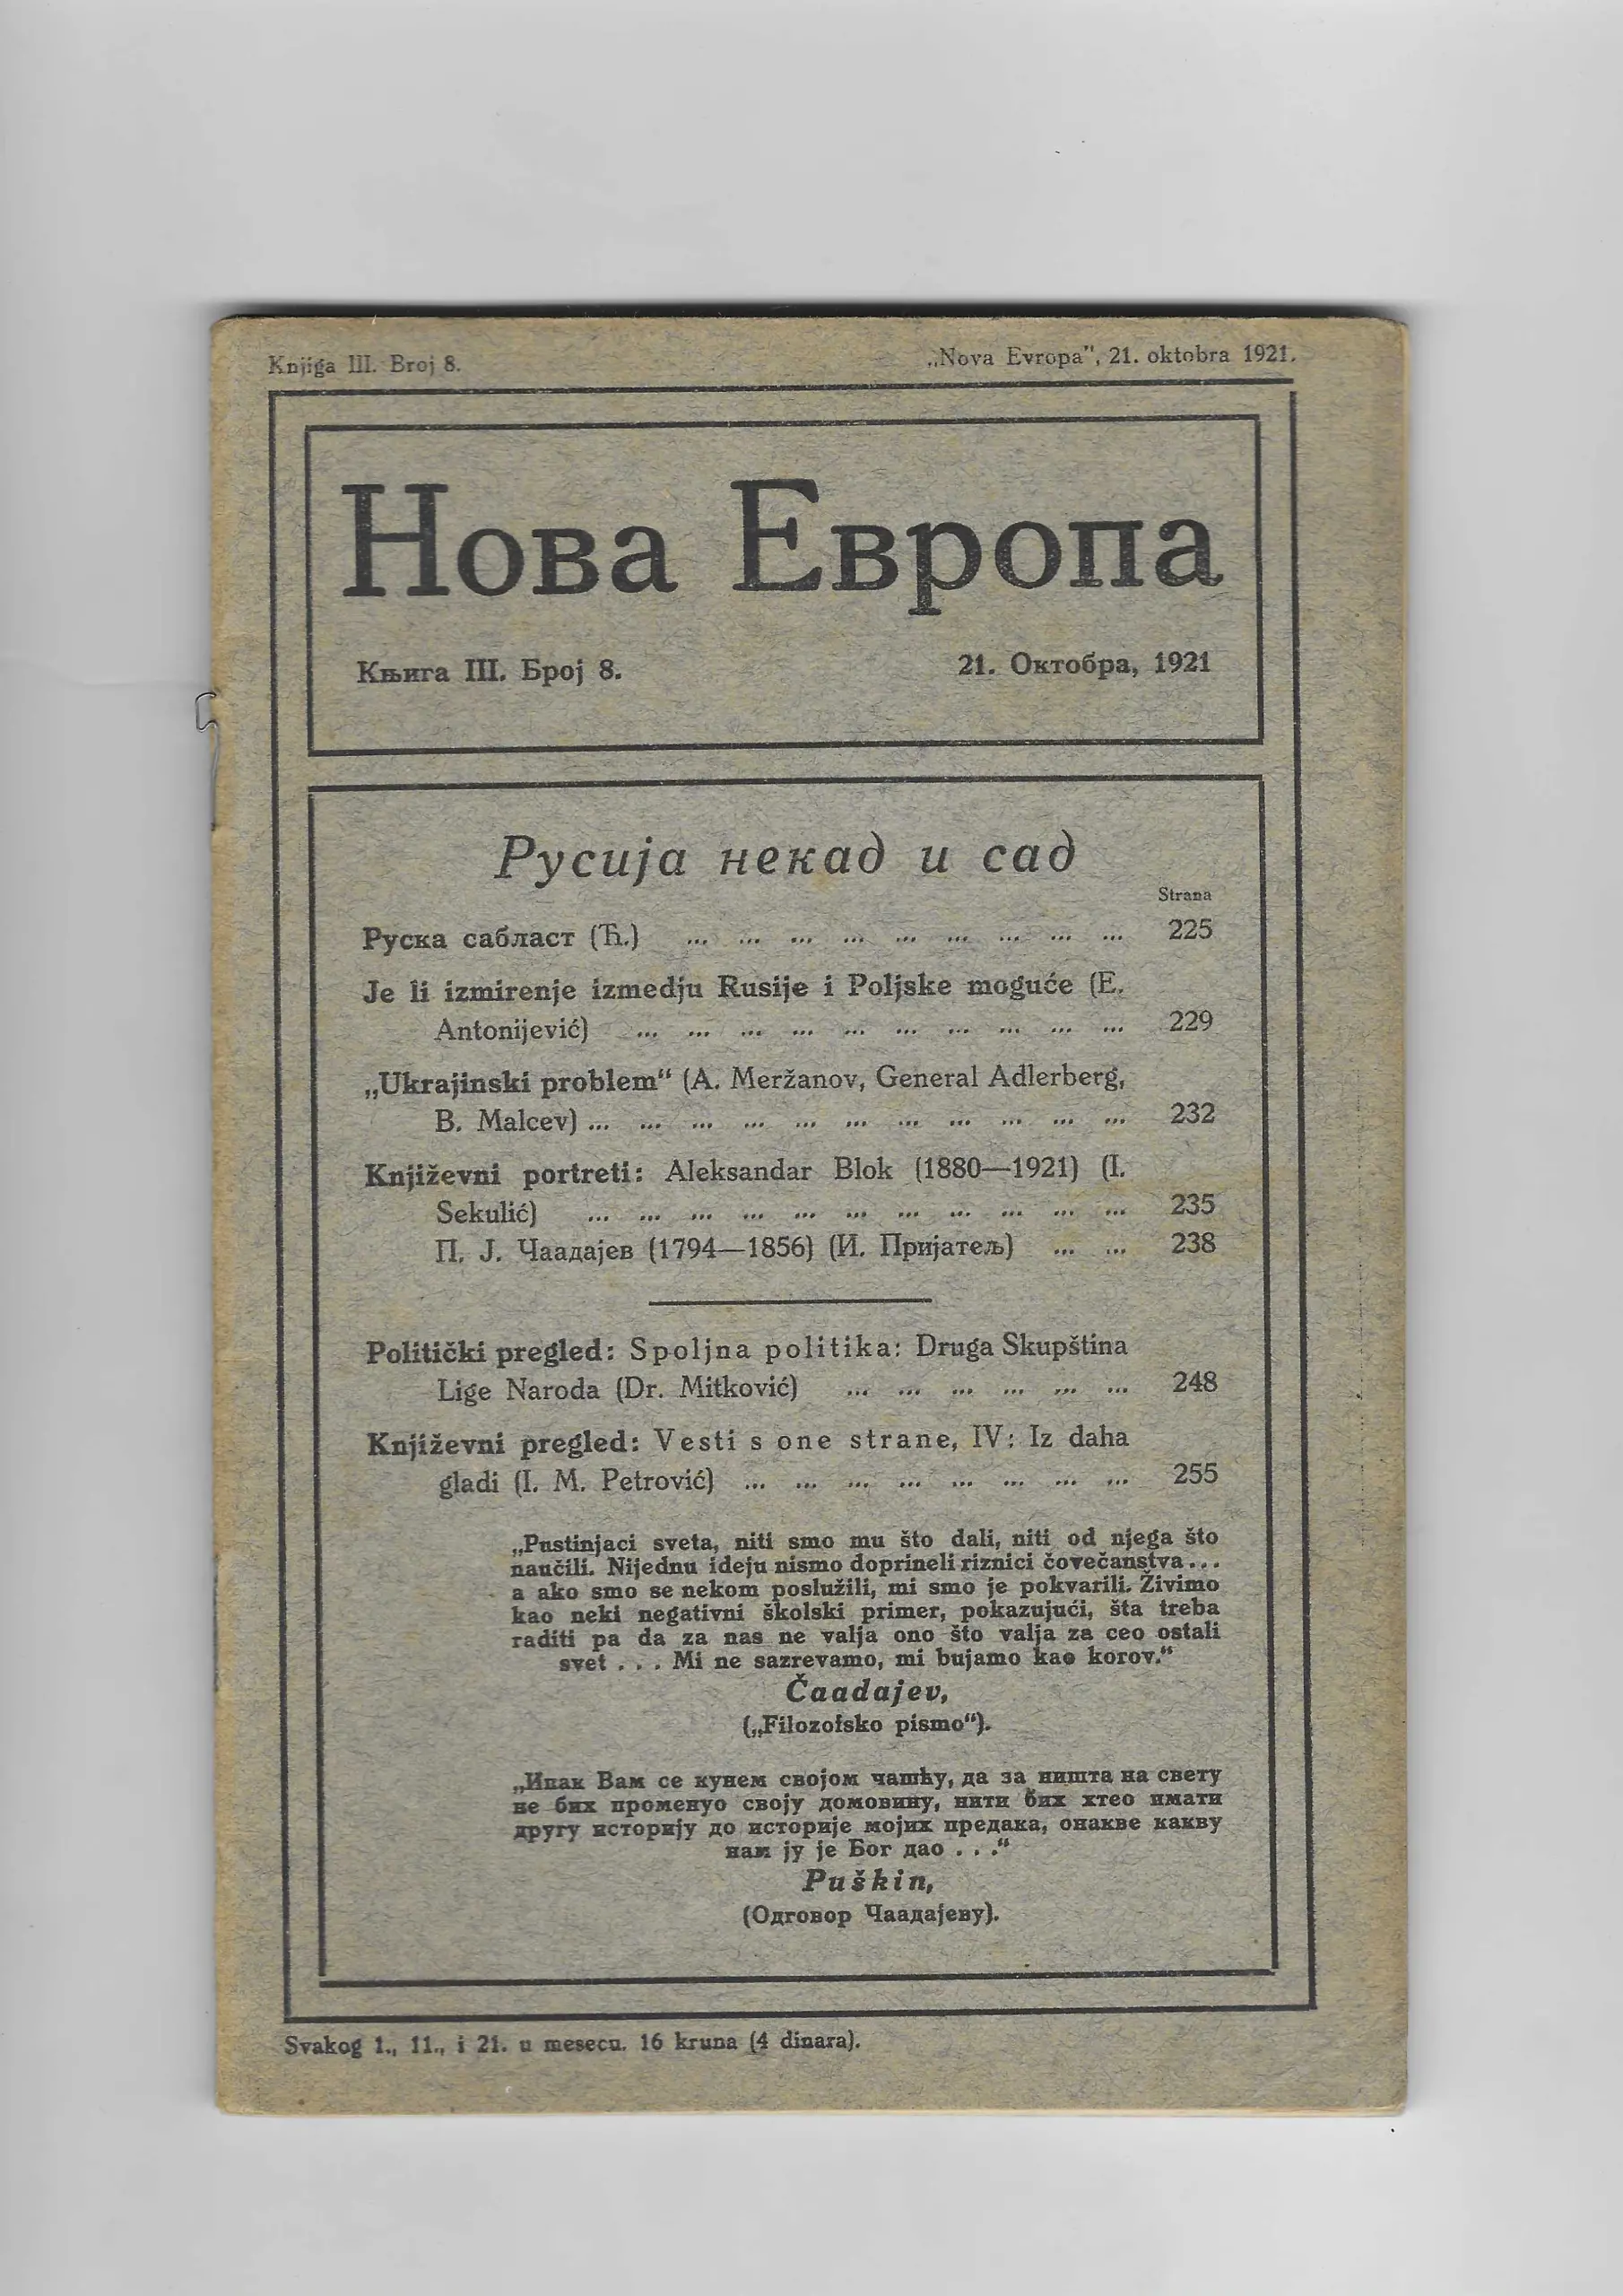 Knjiga III. Broj 8.
„Nova Evropa", 21. oktobra 1921.
Нова Европа
Књига III. Број 8.
21. Октобра, 1921
Русија некад и сад
Strana
Руска сабласт (Ћ.) ... ... ... ... ... ... ... ... ... 225
Je li izmirenje izmedju Rusije i Poljske moguće (E.
Antonijević) ... ... ... ... ... ... ... ... ... ... 229
„Ukrajinski problem“ (A. Meržanov, General Adlerberg,
B. Malcev) ... ... ... ... ... ... ... ... ... ... ... 232
Književni portreti: Aleksandar Blok (1880—1921) (I.
Sekulić) ... ... ... ... ... ... ... ... ... ... ... 235
П. Ј. Чаадајев (1794—1856) (И. Пријатељ) ... ... 238
Politički pregled: Spoljna politika: Druga Skupština
Lige Naroda (Dr. Mitković) ... ... ... ... ... ... 248
Književni pregled: Vesti s one strane, IV: Iz daha
gladi (I. M. Petrović) ... ... ... ... ... ... ... ... 255
„Pustinjaci sveta, niti smo mu što dali, niti od njega što
naučili. Nijednu ideju nismo doprineli riznici čovečanstva...
a ako smo se nekom poslužili, mi smo je pokvarili. Živimo
kao neki negativni školski primer, pokazujući, šta treba
raditi pa da za nas ne valja ono što valja za ceo ostali
svet . . . Mi ne sazrevamo, mi bujamo kao korov.“
Čaadajev,
(„Filozofsko pismo“).
„Ипак Вам се кунем својом чашћу, да за ништа на свету
не бих променуо своју домовину, нити бих хтео имати
другу историју до историје мојих предака, онакве какву
нам ју је Бог дао . . .“
Puškin,
(Одговор Чаадајеву).
Svakog 1., 11., i 21. u mesecu. 16 kruna (4 dinara).